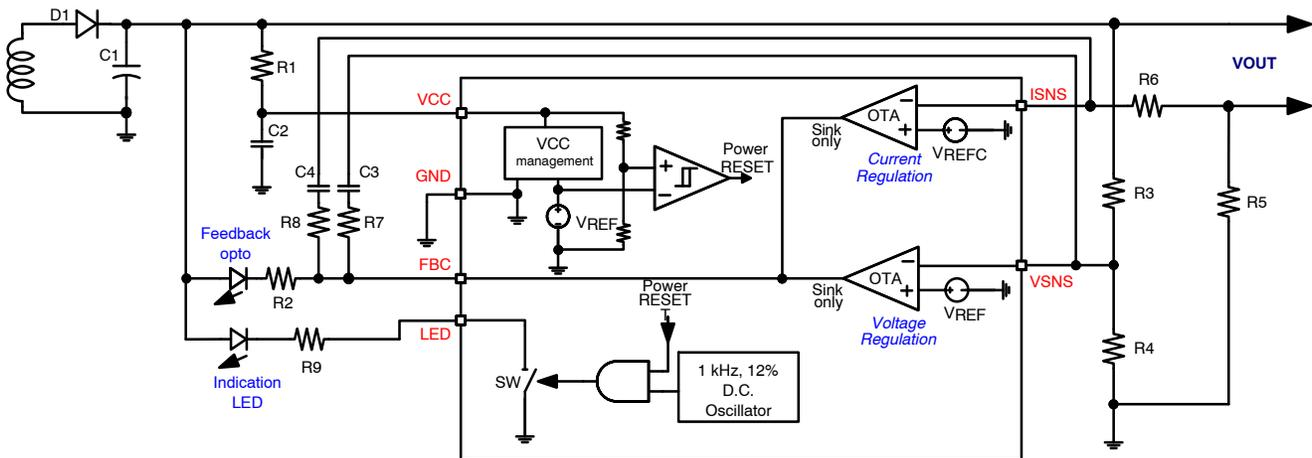 D1
C1
R1
C2
VCC
GND
C4
C3
R8
R7
Feedback
opto
R2
FBC
LED
R9
Indication
LED
VCC
management
VREF
+
−
Power
RESET
Sink
only
OTA
−
+
VREFC
Current
Regulation
ISNS
R6
VOUT
R3
R5
Sink
only
OTA
−
+
VREF
Voltage
Regulation
VSNS
R4
Power
RESET
SW
1 kHz, 12%
D.C.
Oscillator